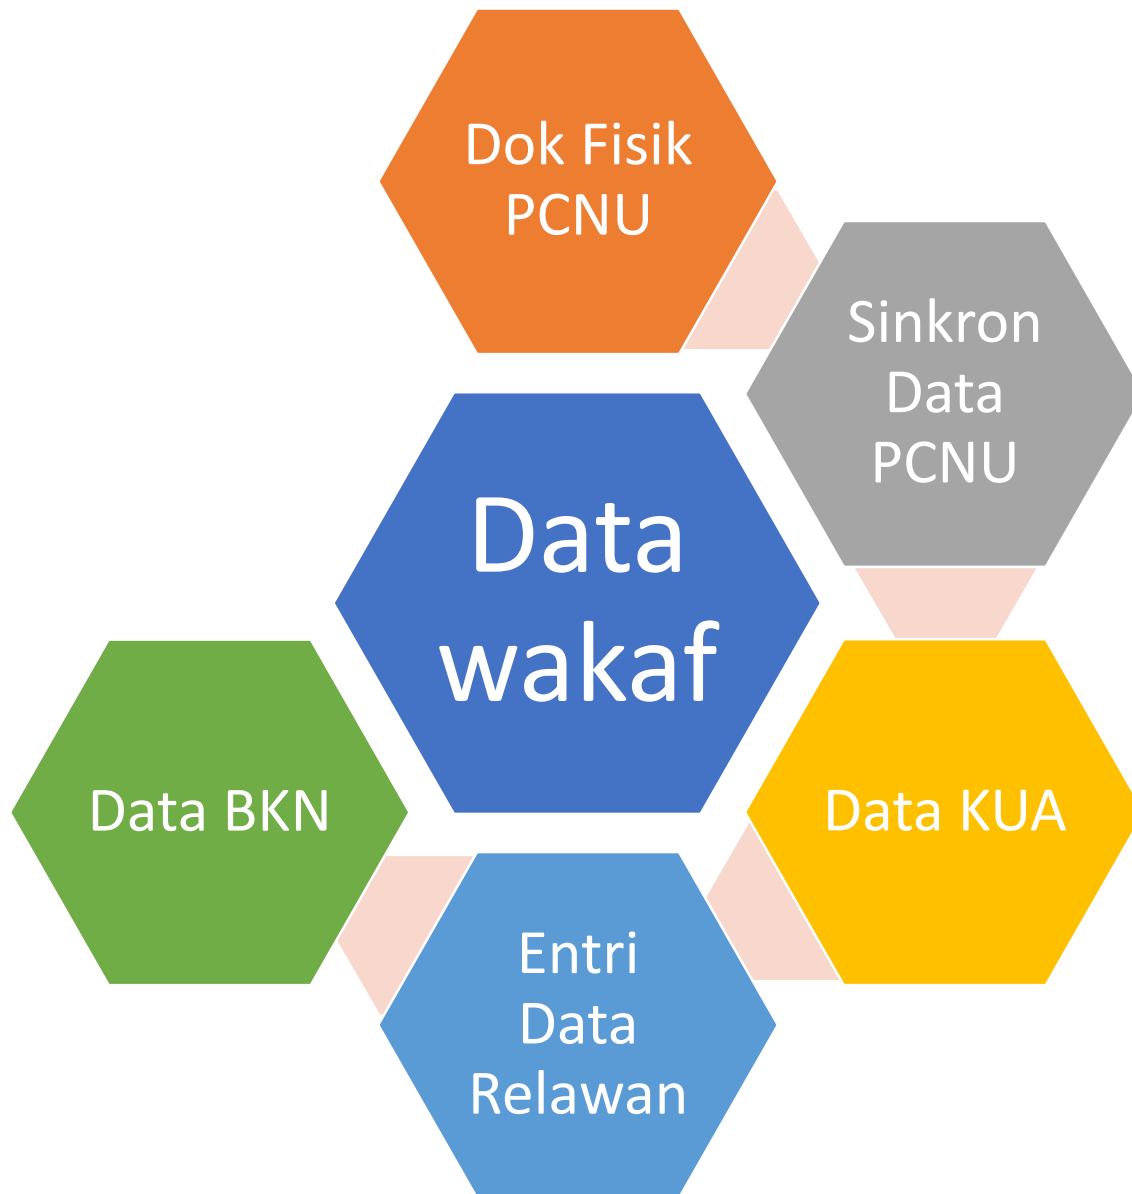 Dok Fisik
PCNU
Sinkron
Data
PCNU
Data
wakaf
Data KUA
Entri
Data
Relawan
Data BKN